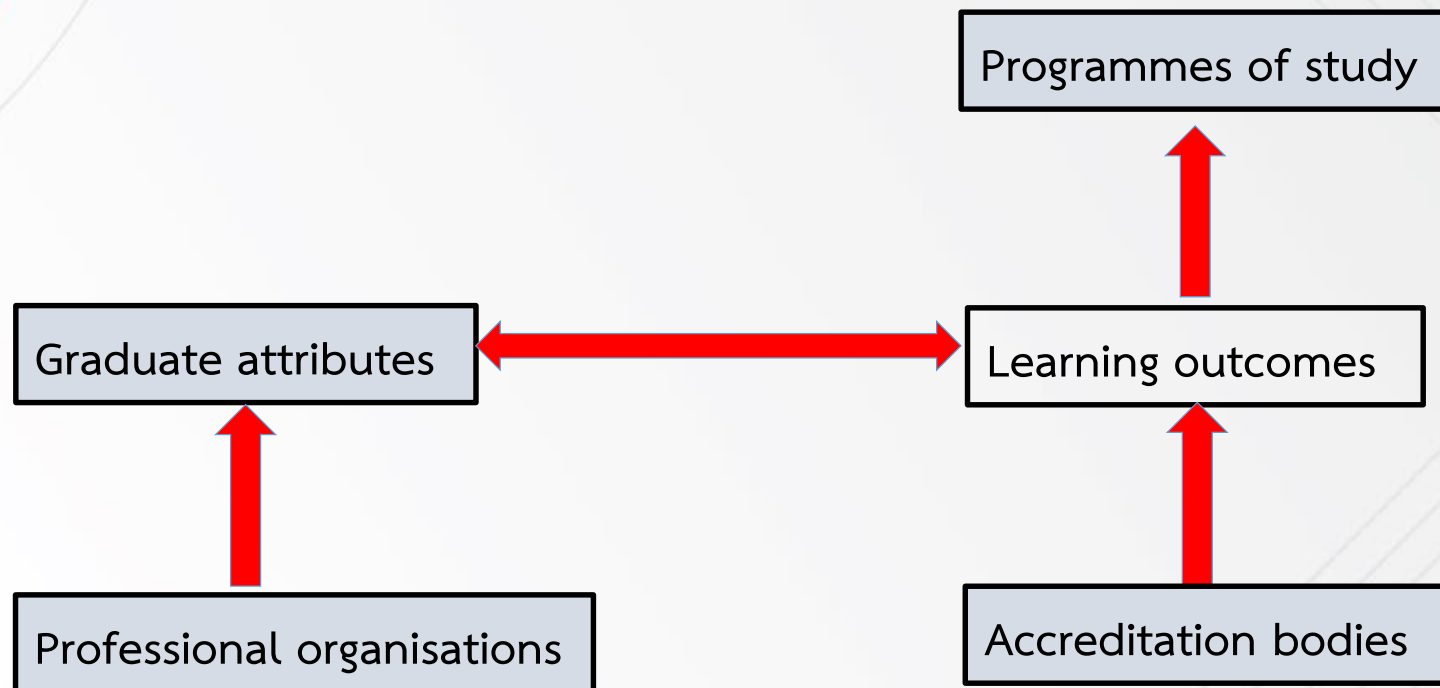 Programmes of study
Graduate attributes
Learning outcomes
Professional organisations
Accreditation bodies